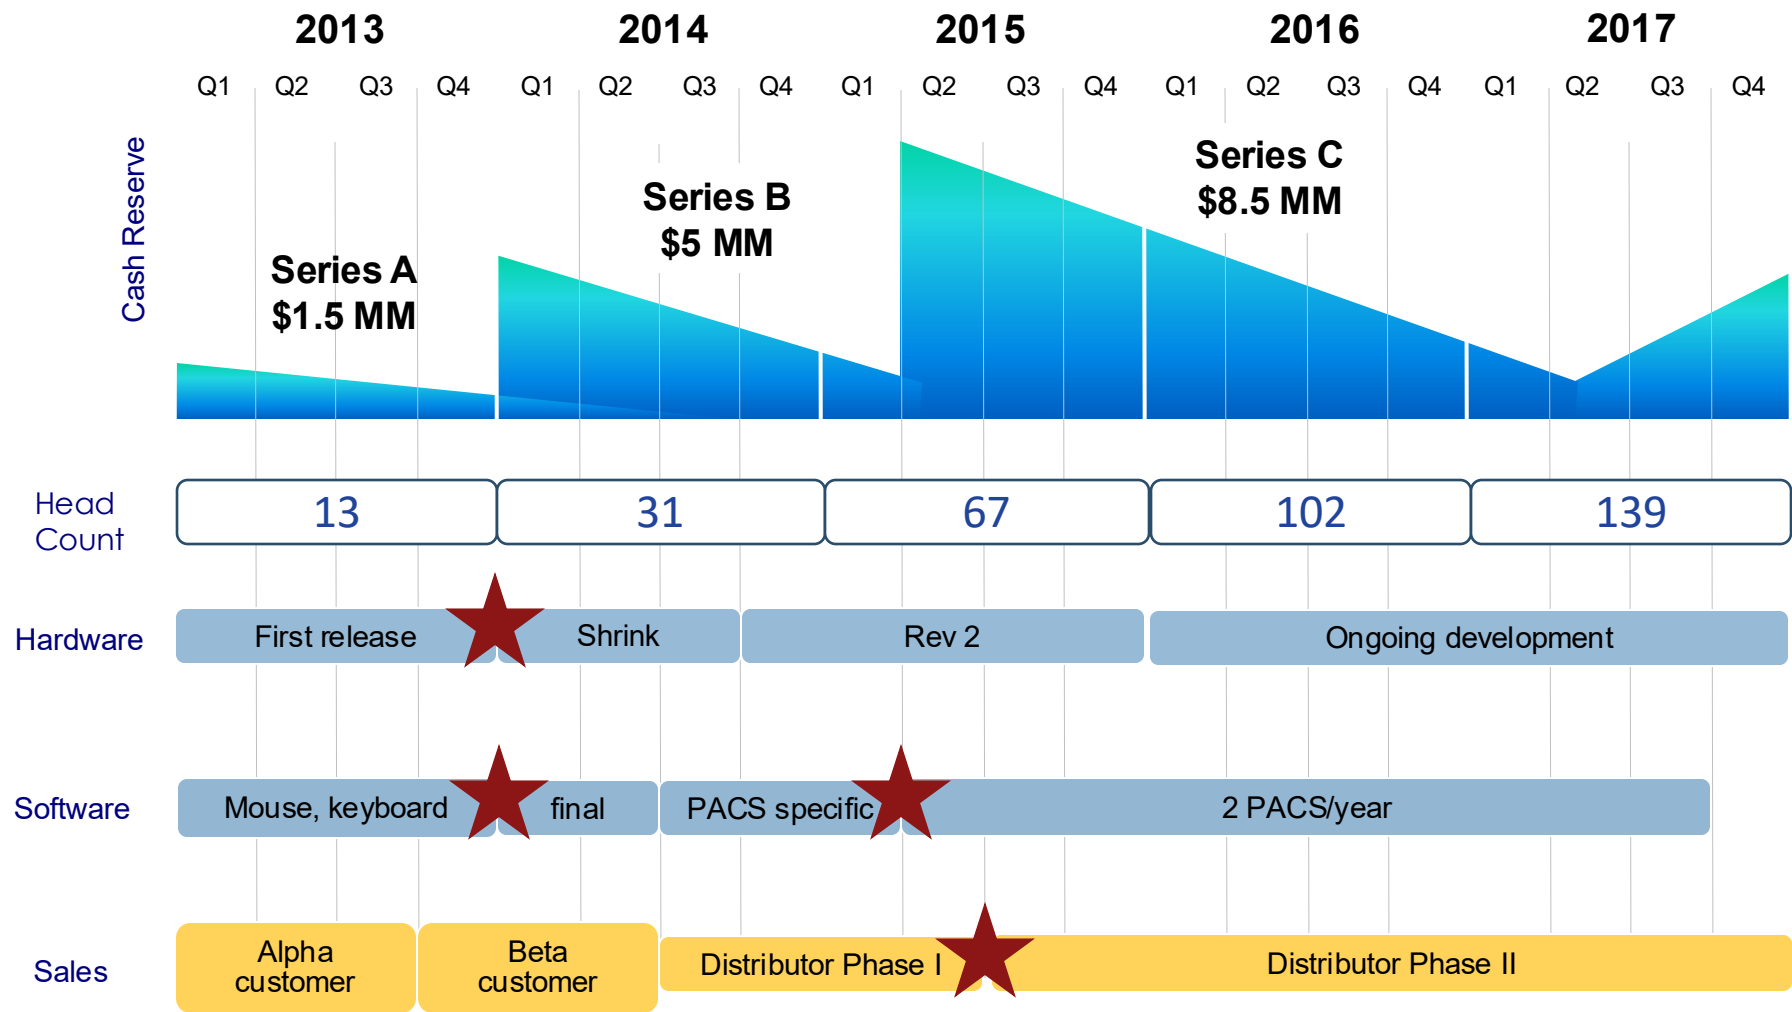 2013 2014 2015 2016 2017
Q1 Q2 Q3 Q4 Q1 Q2 Q3 Q4 Q1 Q2 Q3 Q4 Q1 Q2 Q3 Q4 Q1 Q2 Q3 Q4
Cash Reserve
Series A
$1.5 MM
Series B
$5 MM
Series C
$8.5 MM
Head
Count
13 31 67 102 139
Hardware
First release
Shrink
Rev 2
Ongoing development
Software
Mouse, keyboard
final
PACS specific
2 PACS/year
Sales
Alpha
customer
Beta
customer
Distributor Phase I
Distributor Phase II